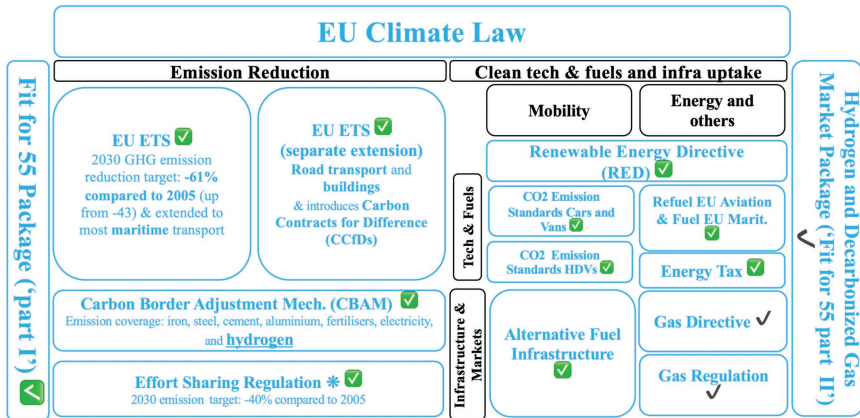 EU Climate Law
Fit for 55 Package ('part I')
Emission Reduction
EU ETS ✅
2030 GHG emission
reduction target: -61%
compared to 2005 (up
from -43) & extended to
most maritime transport
EU ETS ✅
(separate extension)
Road transport and
buildings
& introduces Carbon
Contracts for Difference
(CCfDs)
Carbon Border Adjustment Mech. (CBAM) ✅
Emission coverage: iron, steel, cement, aluminium, fertilisers, electricity,
and hydrogen
Effort Sharing Regulation ✅
2030 emission target: -40% compared to 2005
Clean tech & fuels and infra uptake
Mobility
Energy and
others
Tech & Fuels
Renewable Energy Directive
(RED) ✅
CO2 Emission
Standards Cars and
Vans ✅
Refuel EU Aviation
& Fuel EU Marit.
✅
CO2 Emission
Standards HDVs ✅
Energy Tax ✅
Infrastructure &
Markets
Alternative Fuel
Infrastructure
✅
Gas Directive ✓
Gas Regulation
✓
Hydrogen and Decarbonized Gas
Market Package ('Fit for 55 part II')